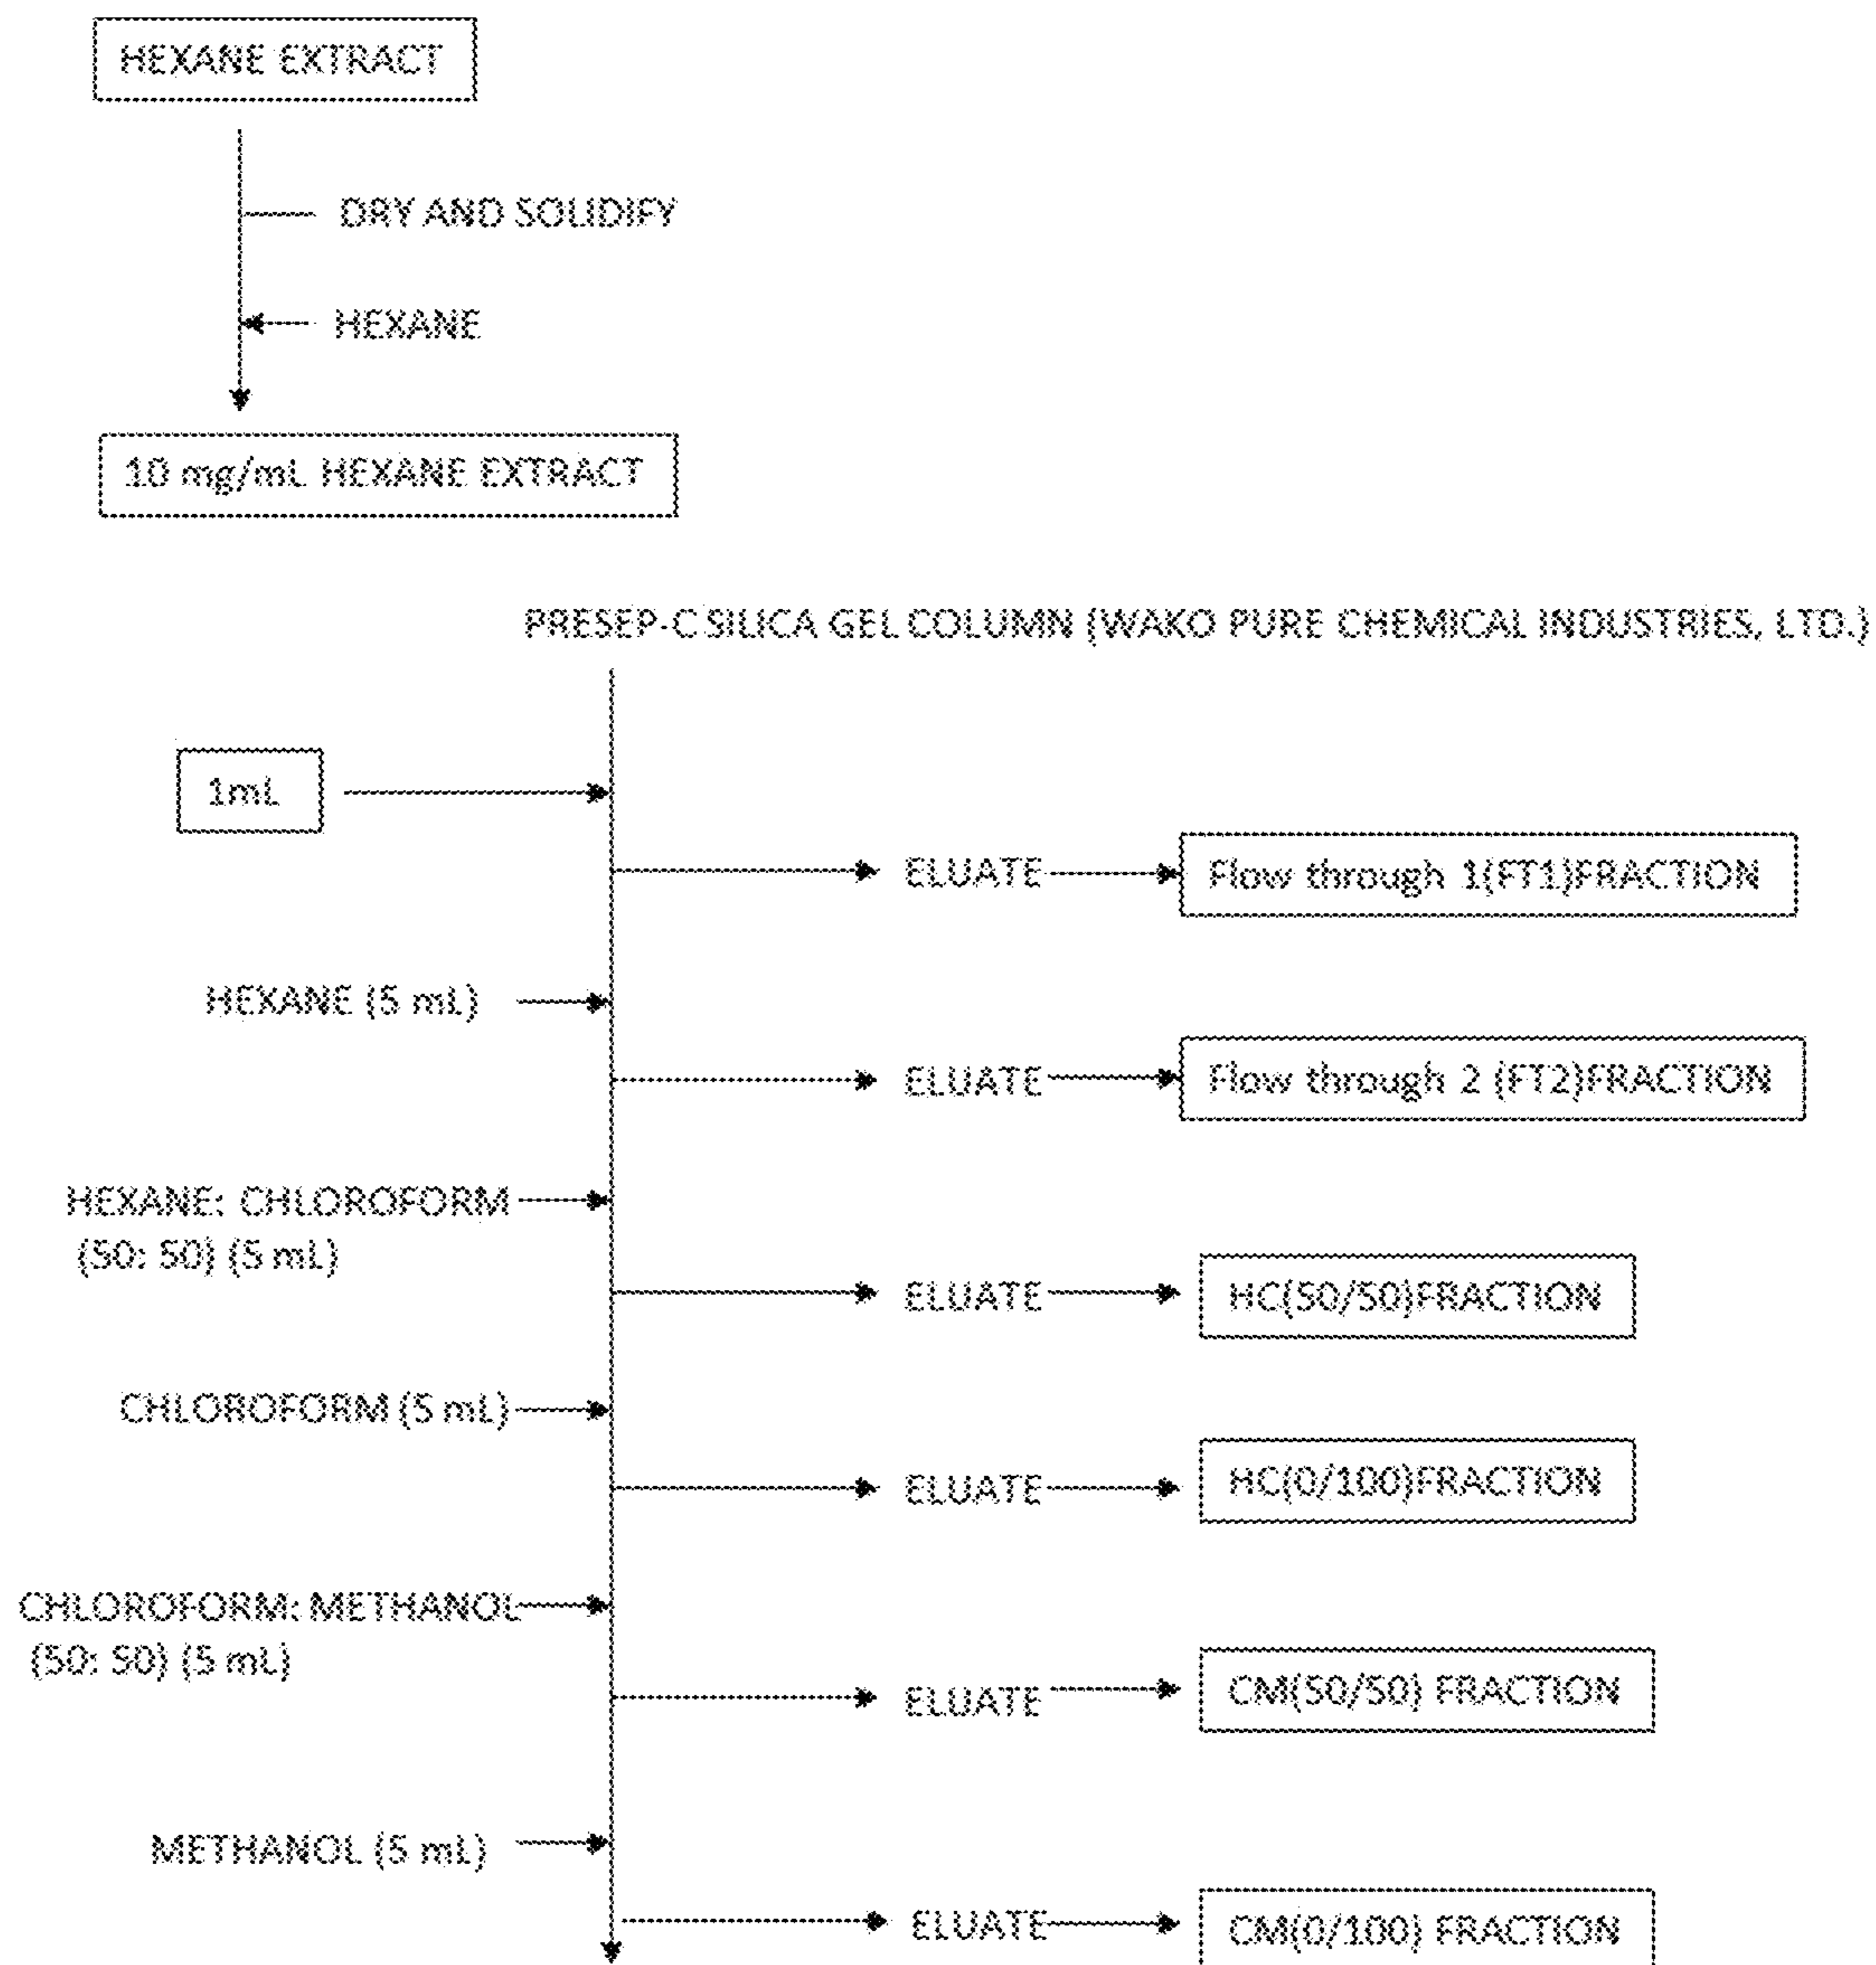 HEXANE EXTRACT
DRY AND SOLIDIFY
HEXANE
10 mg/mL HEXANE EXTRACT
PRESEP-C SILICA GEL COLUMN (WAKO PURE CHEMICAL INDUSTRIES, LTD.)
1mL
ELUATE
Flow through 1(FT1)FRACTION
HEXANE (5 mL)
ELUATE
Flow through 2 (FT2)FRACTION
HEXANE: CHLOROFORM
(50: 50) (5 mL)
ELUATE
HC(50/50)FRACTION
CHLOROFORM (5 mL)
ELUATE
HC(0/100)FRACTION
CHLOROFORM: METHANOL
(50: 50) (5 mL)
ELUATE
CM(50/50) FRACTION
METHANOL (5 mL)
ELUATE
CM(0/100) FRACTION